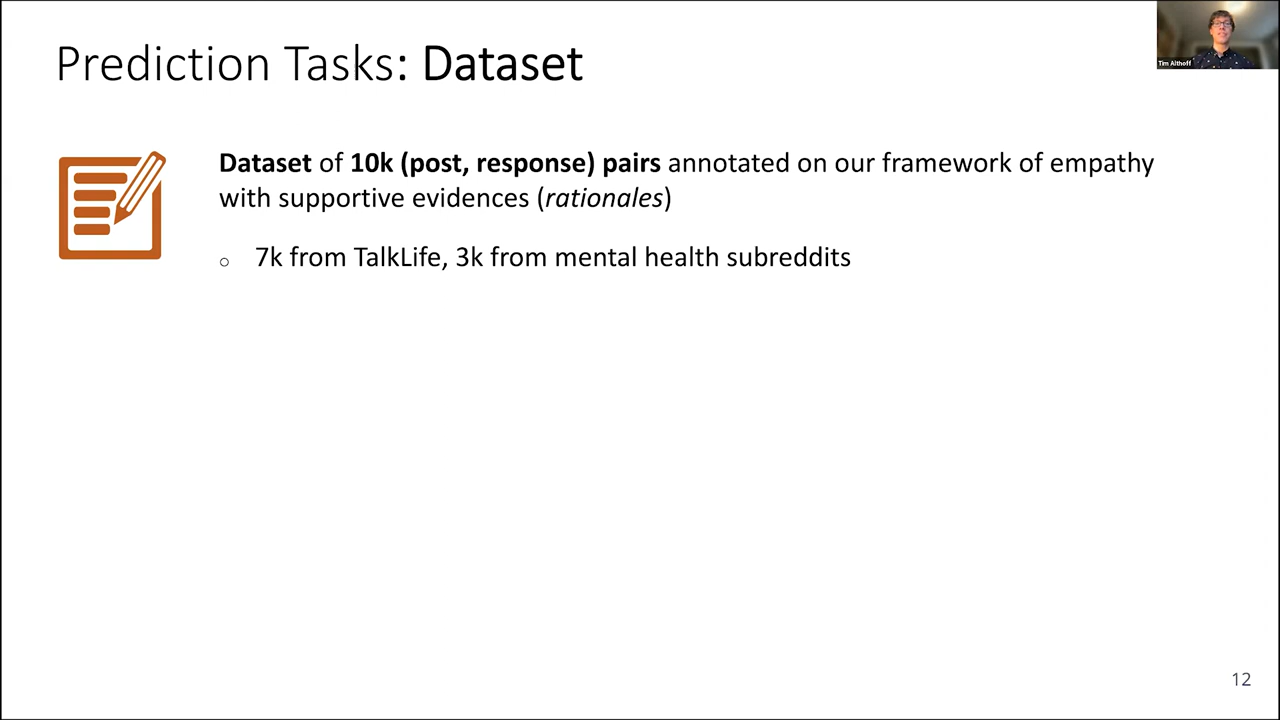 Prediction Tasks: Dataset
Tim Althoff
Dataset of 10k (post, response) pairs annotated on our framework of empathy
with supportive evidences (rationales)
○ 7k from TalkLife, 3k from mental health subreddits
12